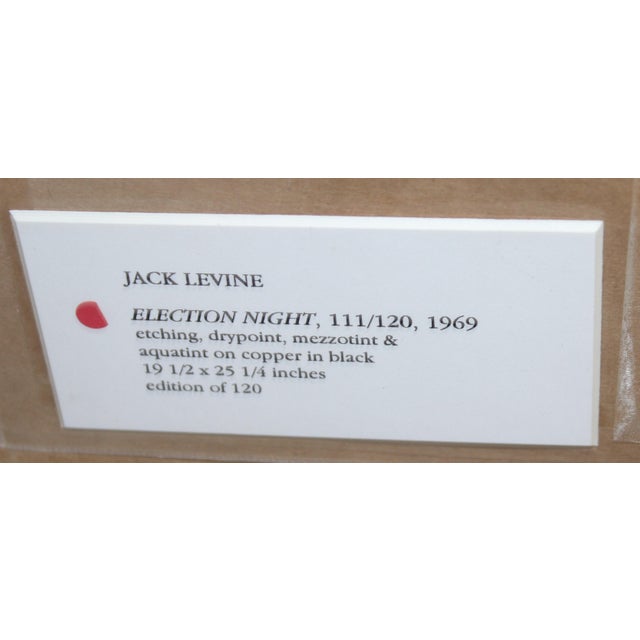 JACK LEVINE
ELECTION NIGHT, 111/120, 1969
etching, drypoint, mezzotint &
aquatint on copper in black
19 1/2 x 25 1/4 inches
edition of 120